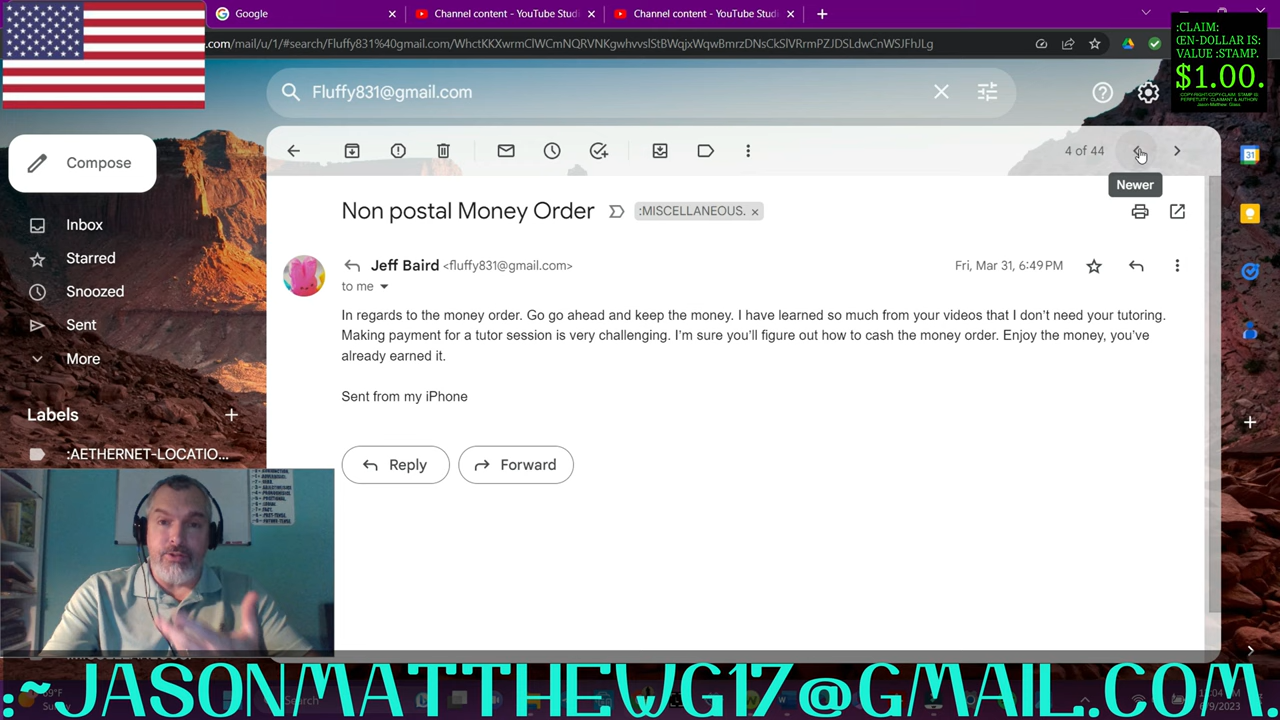 Google
Channel content - YouTube Studi
Channel content - YouTube Studi
.com/mail/u/1/#search/Fluffy831%40gmail.com/WhctKKXxrmClWCmNQRVNKgwhvvslStBWqjxWqwBmrzDNsCkSlVRrmPZJDSLdwCnWSJFhJLg
:CLAIM:
VALUE :STAMP.
$1.00.
Fluffy831@gmail.com
Compose
4 of 44
Newer
Inbox
Starred
Snoozed
Sent
More
Labels
:AETHERNET-LOCATIO...
Non postal Money Order
:MISCELLANEOUS.
Jeff Baird <fluffy831@gmail.com>
Fri, Mar 31, 6:49 PM
to me
In regards to the money order. Go go ahead and keep the money. I have learned so much from your videos that I don't need your tutoring.
Making payment for a tutor session is very challenging. I'm sure you'll figure out how to cash the money order. Enjoy the money, you've
already earned it.
Sent from my iPhone
Reply
Forward
:~JASONMATTHEWG17@GMAIL.COM.